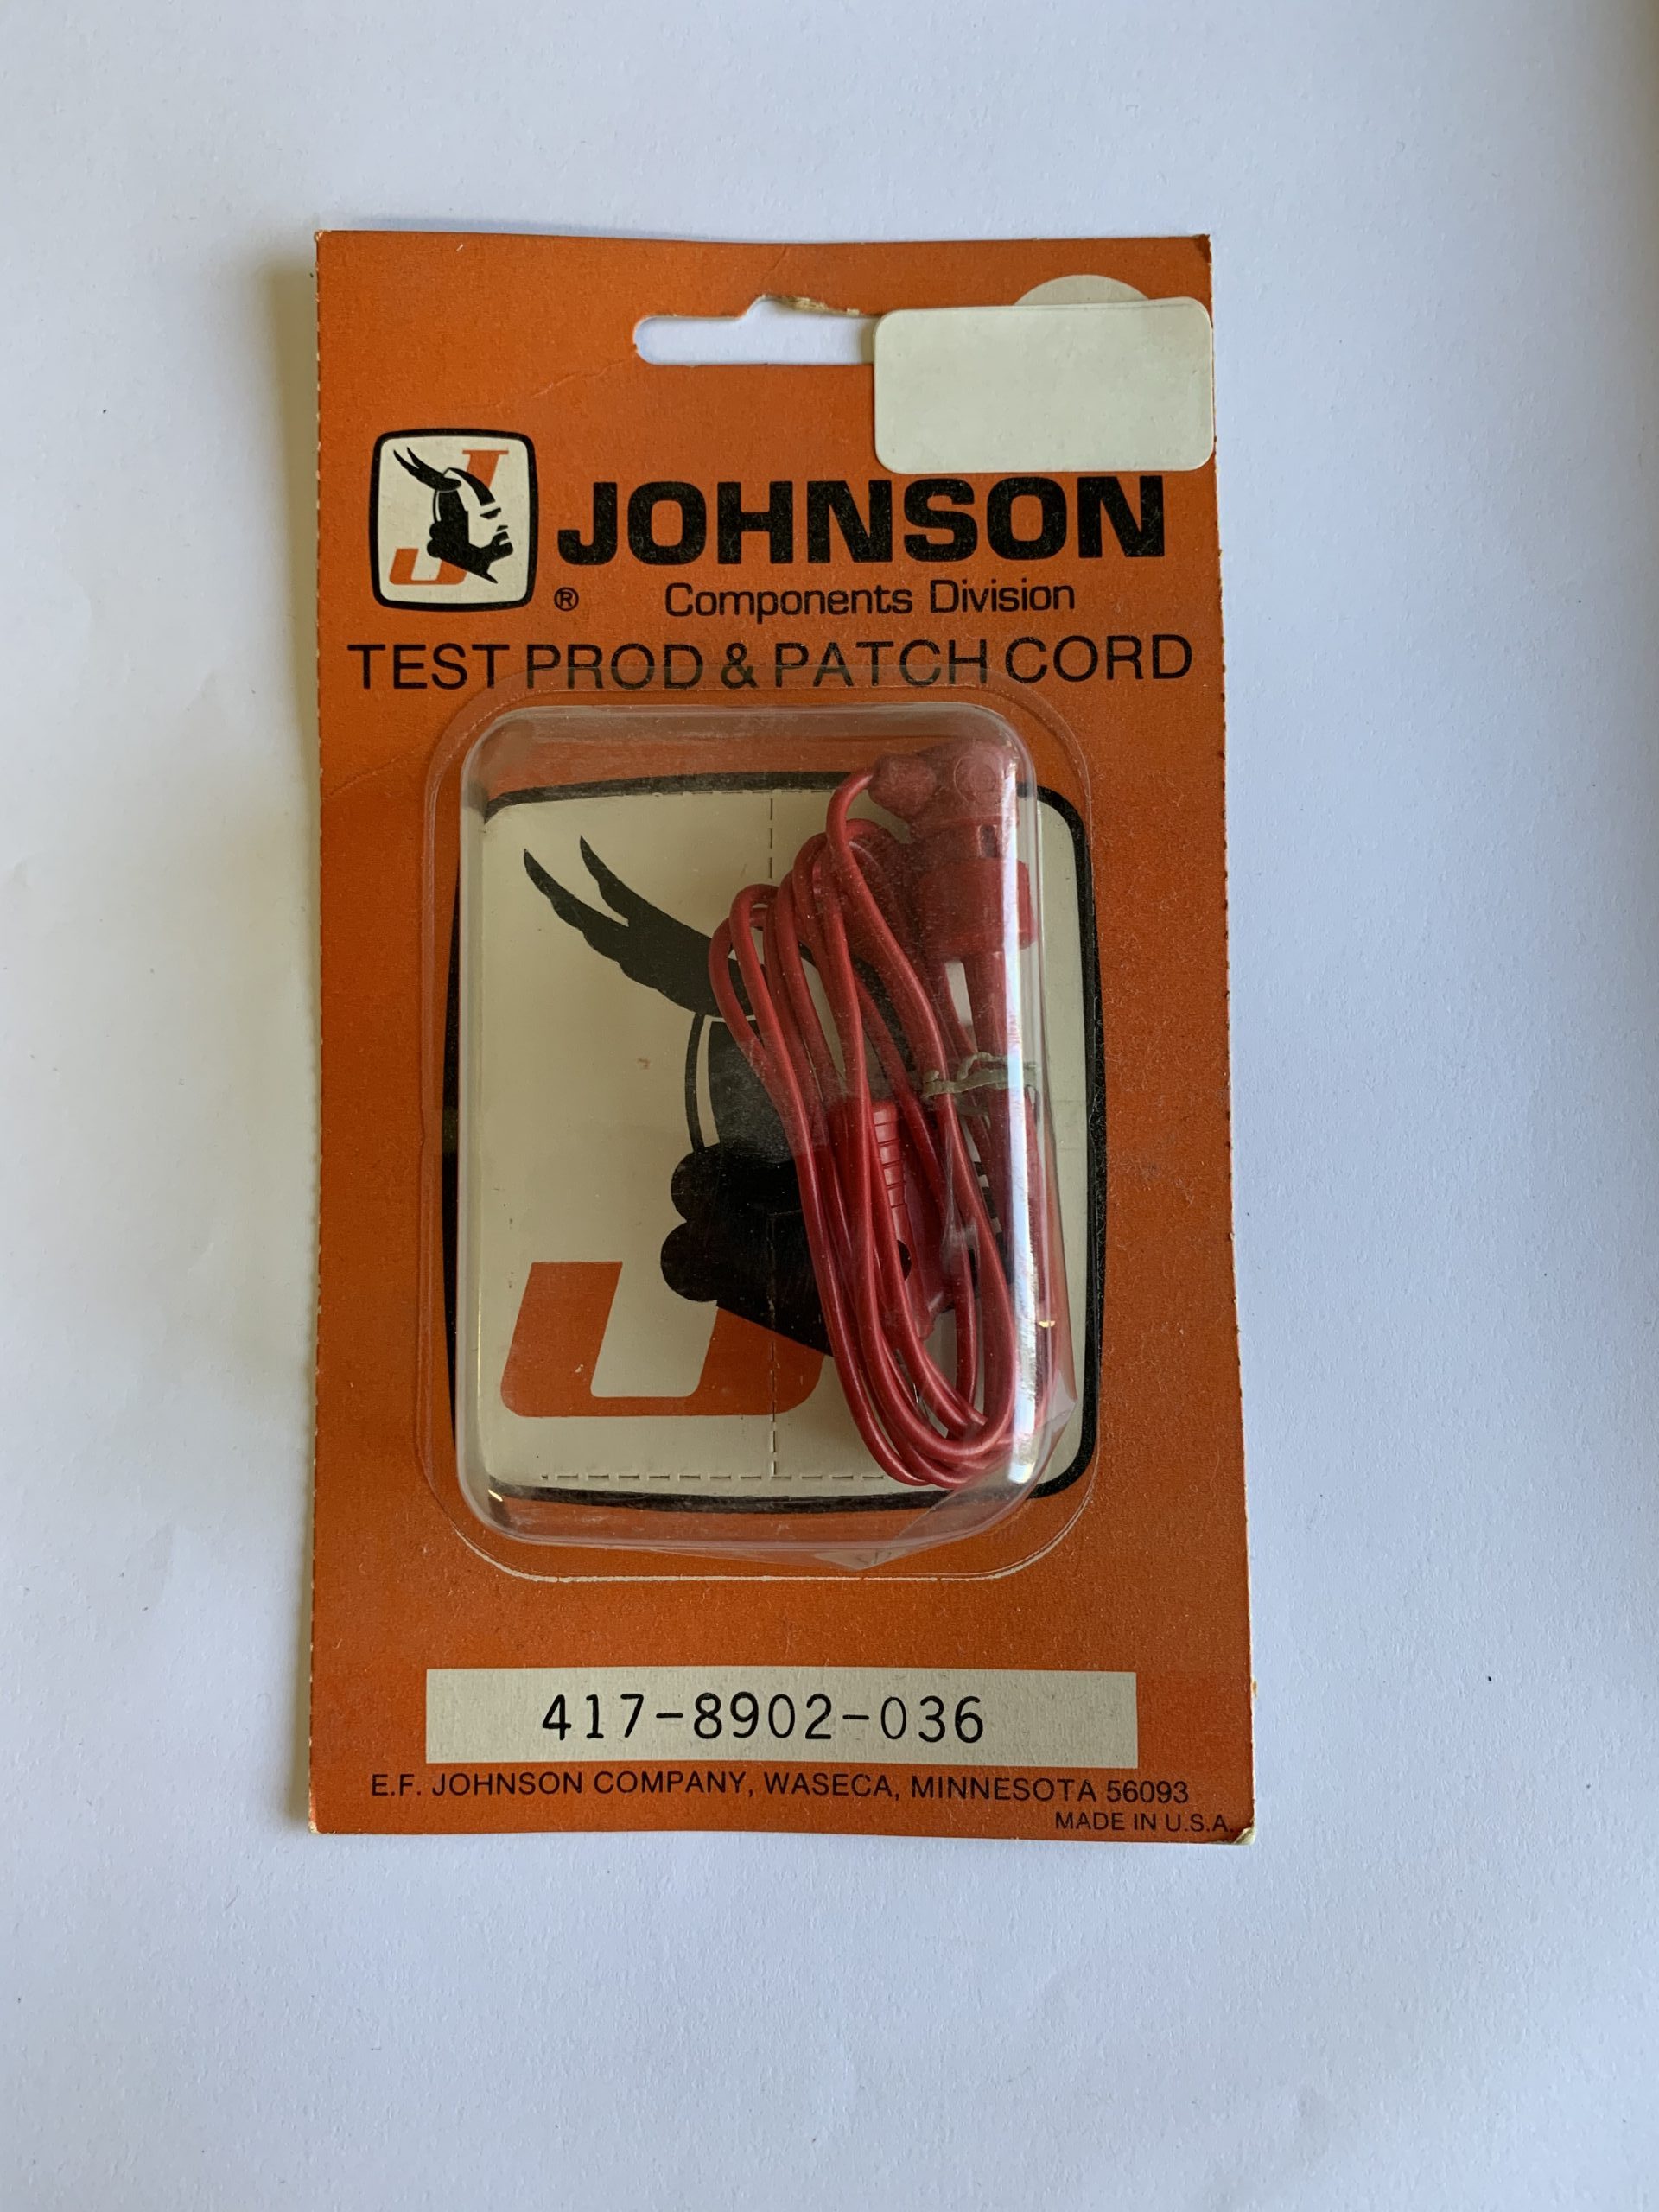 JOHNSON
® Components Division
TEST PROD & PATCH CORD
417-8902-036
E.F. JOHNSON COMPANY, WASECA, MINNESOTA 56093
MADE IN U.S.A.